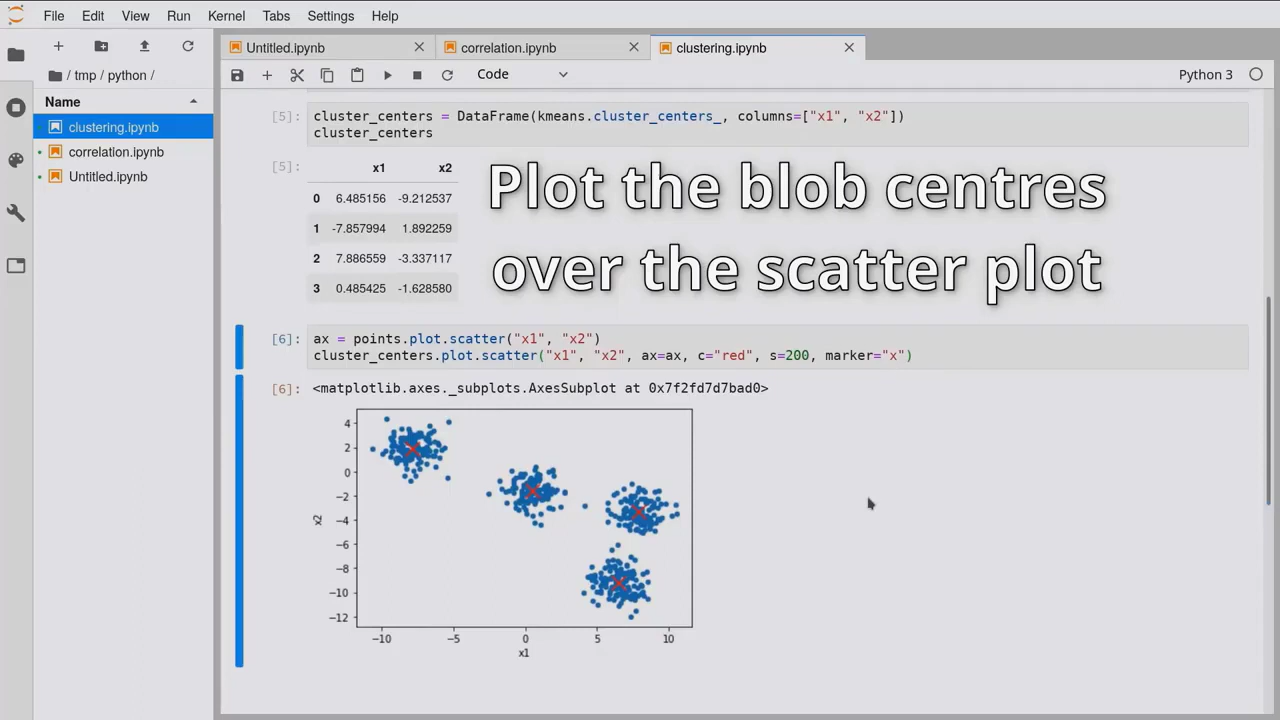 File Edit View Run Kernel Tabs Settings Help
/ tmp / python /
Name
clustering.ipynb
correlation.ipynb
Untitled.ipynb
Untitled.ipynb correlation.ipynb clustering.ipynb
Code Python 3
[5]: cluster_centers = DataFrame(kmeans.cluster_centers_, columns=["x1", "x2"])
cluster_centers
[5]: x1 x2
0 6.485156 -9.212537
1 -7.857994 1.892259
2 7.886559 -3.337117
3 0.485425 -1.628580
Plot the blob centres
over the scatter plot
[6]: ax = points.plot.scatter("x1", "x2")
cluster_centers.plot.scatter("x1", "x2", ax=ax, c="red", s=200, marker="x")
[6]: <matplotlib.axes._subplots.AxesSubplot at 0x7f2fd7d7bad0>
4
2
0
−2
−4
−6
−8
−10
−12
x2
−10 −5 0 5 10
x1